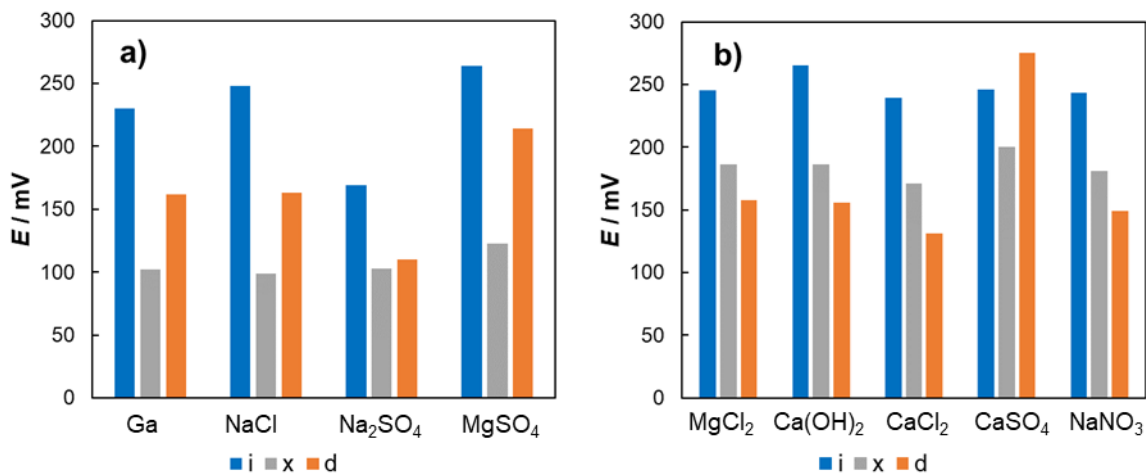 a)
E / mV
300
250
200
150
100
50
0
Ga NaCl Na₂SO₄ MgSO₄
i x d
b)
E / mV
300
250
200
150
100
50
0
MgCl₂ Ca(OH)₂ CaCl₂ CaSO₄ NaNO₃
i x d